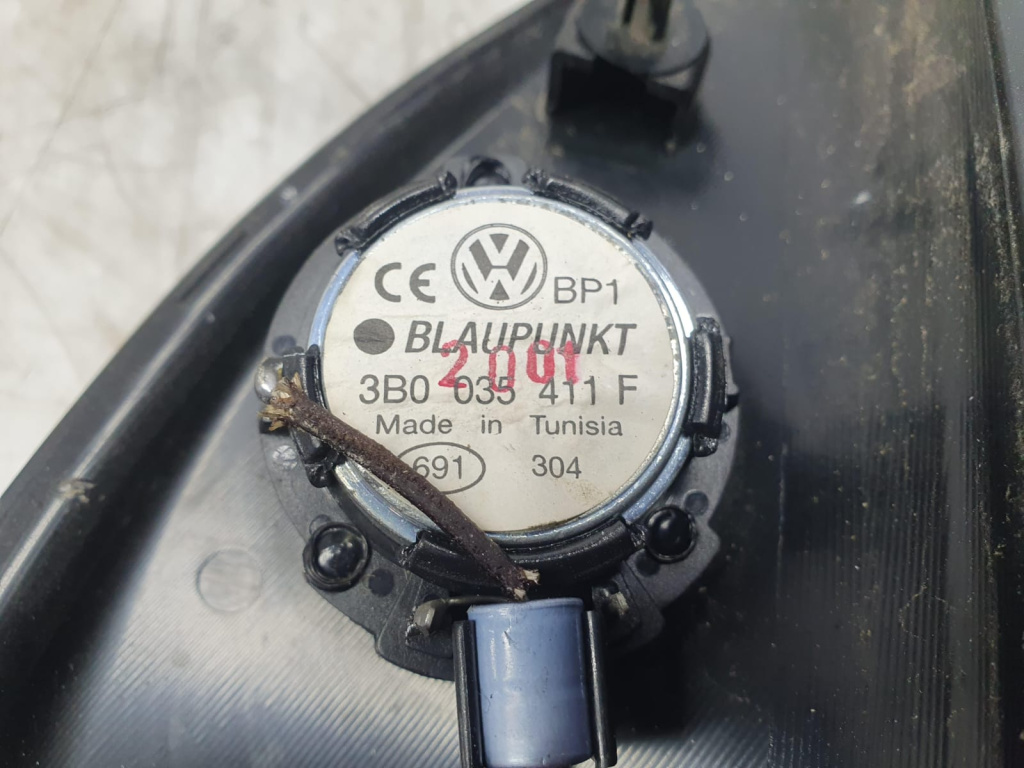 CE BP1
BLAUPUNKT
2001
3B0 035 411 F
Made in Tunisia
691 304